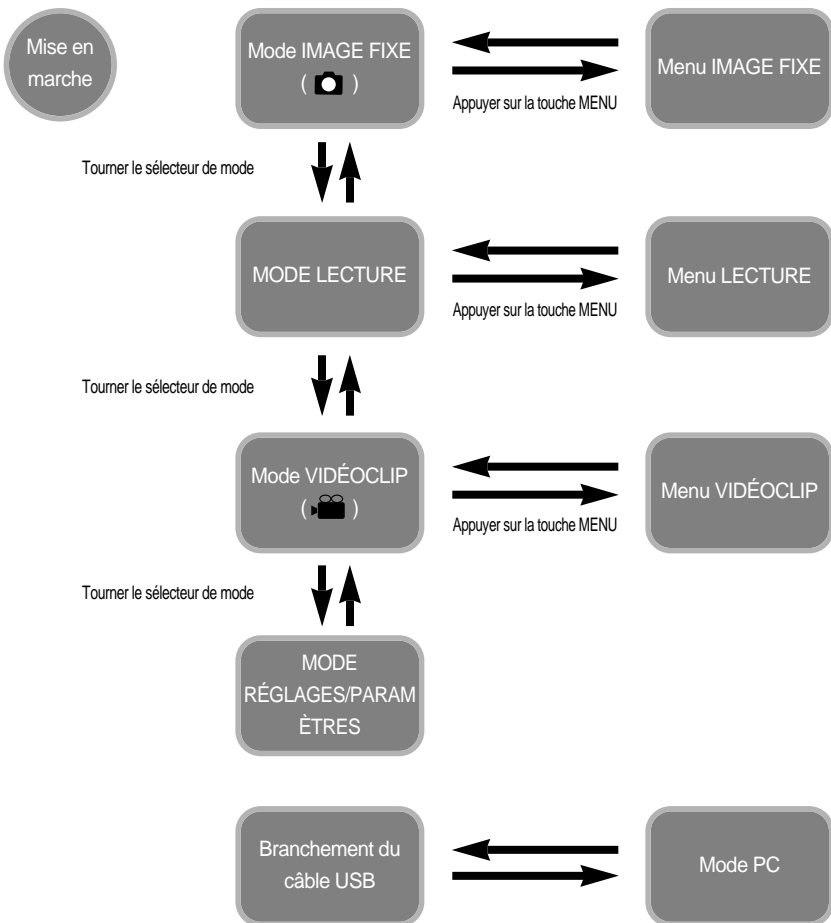 Mise en
marche
Mode IMAGE FIXE
( )
Appuyer sur la touche MENU
Menu IMAGE FIXE
Tourner le sélecteur de mode
MODE LECTURE
Appuyer sur la touche MENU
Menu LECTURE
Tourner le sélecteur de mode
Mode VIDÉOCLIP
( )
Appuyer sur la touche MENU
Menu VIDÉOCLIP
Tourner le sélecteur de mode
MODE
RÉGLAGES/PARAM
ÈTRES
Branchement du
câble USB
Mode PC